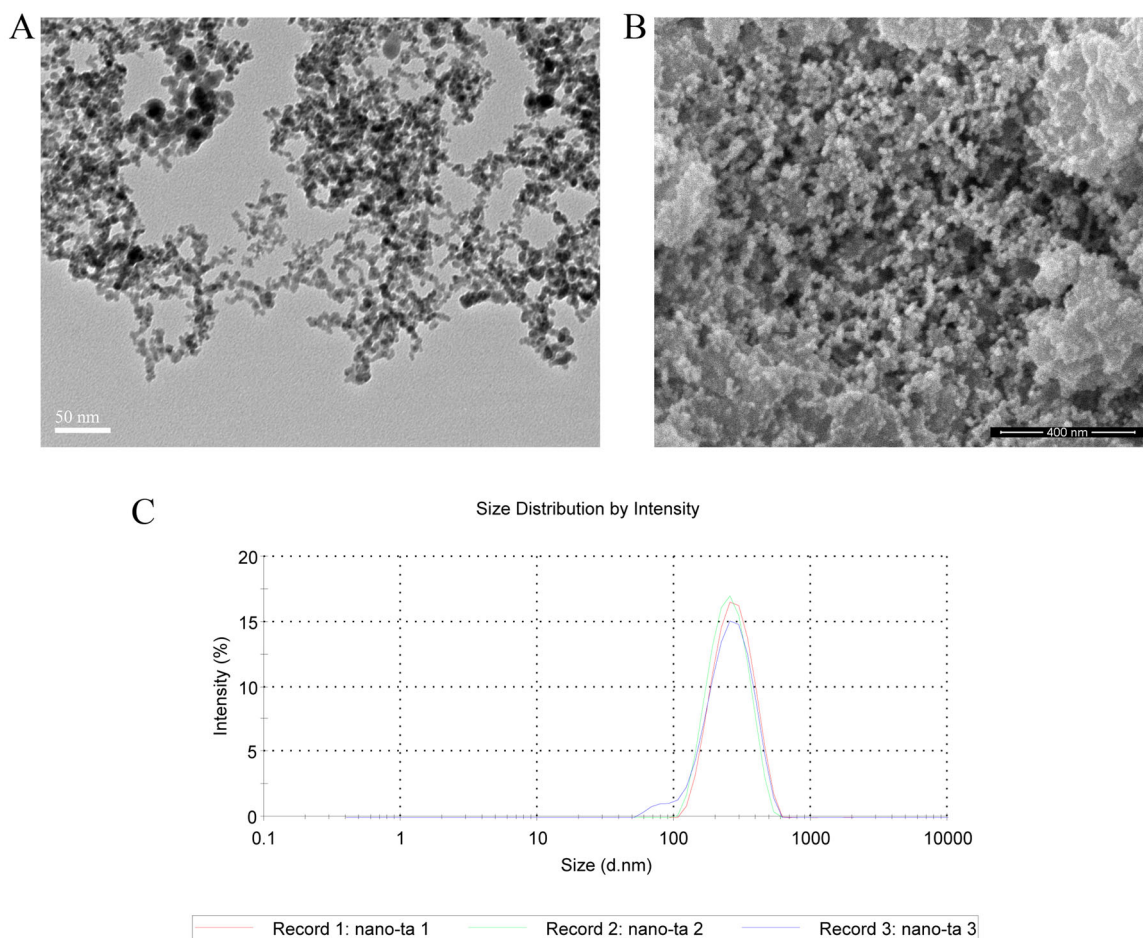 A
B
50 nm
400 nm
C
Size Distribution by Intensity
20
15
10
5
0
Intensity (%)
0.1 1 10 100 1000 10000
Size (d.nm)
Record 1: nano-ta 1 Record 2: nano-ta 2 Record 3: nano-ta 3